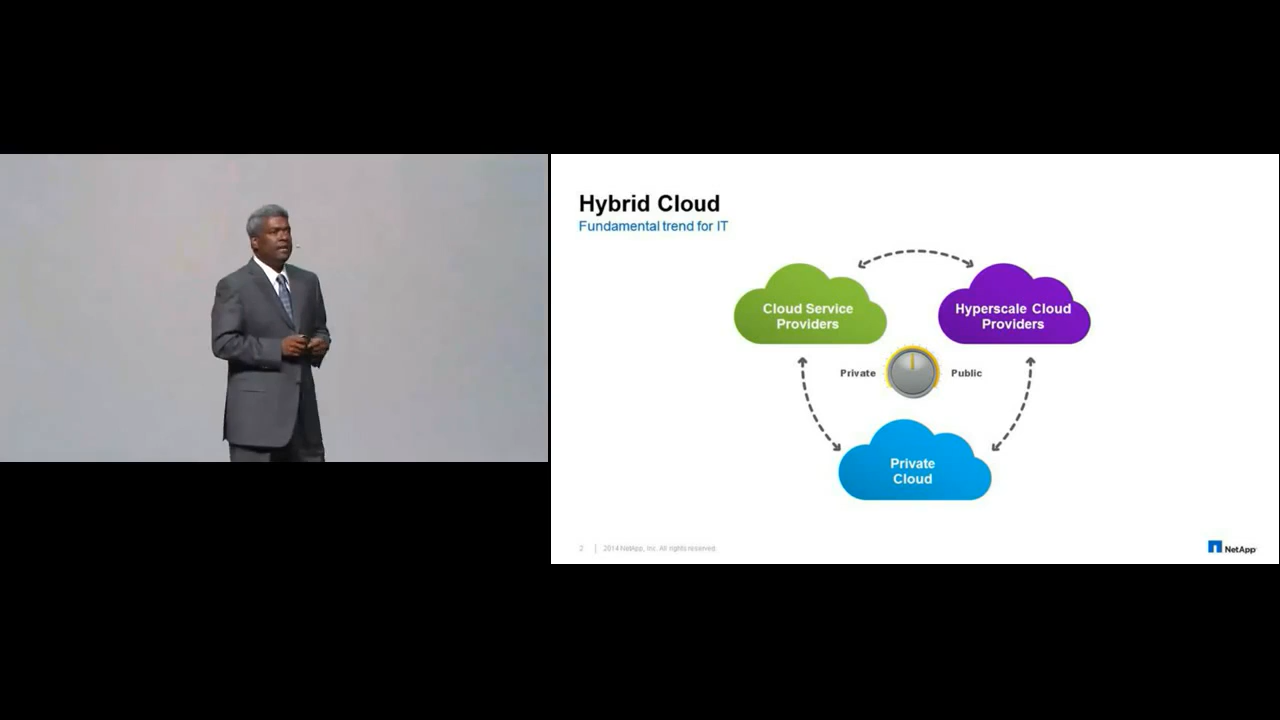 Hybrid Cloud
Fundamental trend for IT
Cloud Service
Providers
Hyperscale Cloud
Providers
Private
Public
Private
Cloud
2 | 2014 NetApp, Inc. All rights reserved.
NetApp